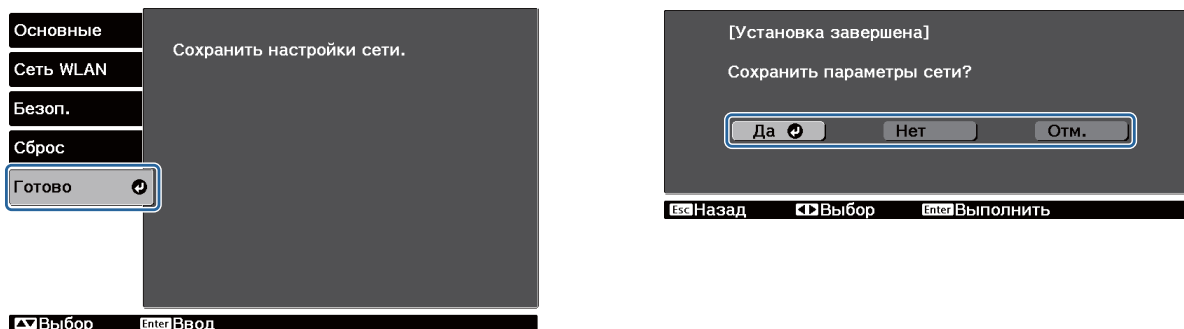 Основные
Сеть WLAN
Безоп.
Сброс
Готово
Сохранить настройки сети.
Выбор Enter Ввод
[Установка завершена]
Сохранить параметры сети?
Да Нет Отм.
Esc Назад Выбор Enter Выполнить